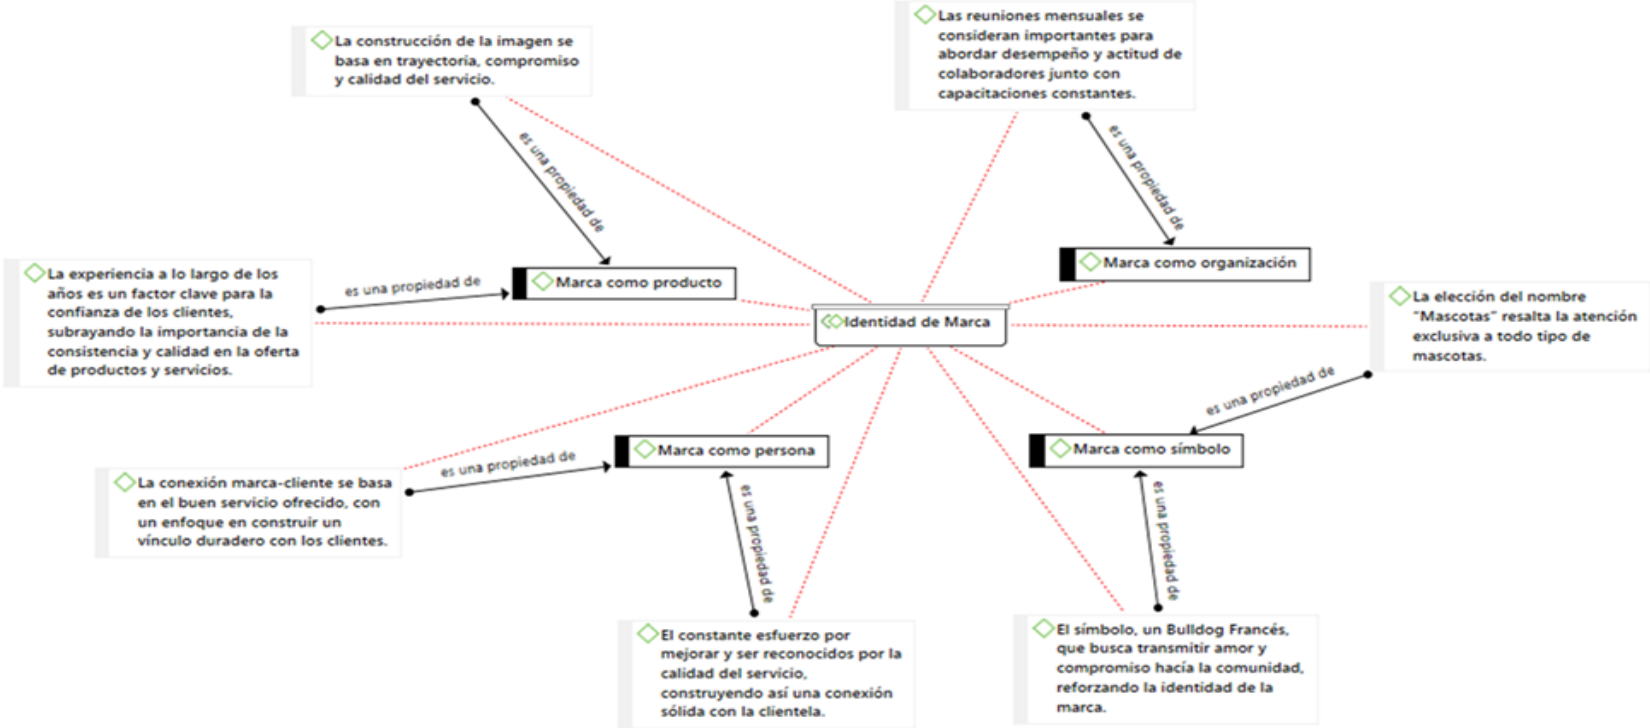 La construcción de la imagen se
basa en trayectoria, compromiso
y calidad del servicio.
Las reuniones mensuales se
consideran importantes para
abordar desempeño y actitud de
colaboradores junto con
capacitaciones constantes.
es una propiedad de
es una propiedad de
La experiencia a lo largo de los
años es un factor clave para la
confianza de los clientes,
subrayando la importancia de la
consistencia y calidad en la oferta
de productos y servicios.
es una propiedad de
Marca como producto
Marca como organización
Identidad de Marca
La elección del nombre
"Mascotas" resalta la atención
exclusiva a todo tipo de
mascotas.
es una propiedad de
La conexión marca-cliente se basa
en el buen servicio ofrecido, con
un enfoque en construir un
vínculo duradero con los clientes.
es una propiedad de
Marca como persona
Marca como símbolo
es una propiedad de
es una propiedad de
El constante esfuerzo por
mejorar y ser reconocidos por la
calidad del servicio,
construyendo así una conexión
sólida con la clientela.
El símbolo, un Bulldog Francés,
que busca transmitir amor y
compromiso hacía la comunidad,
reforzando la identidad de la
marca.